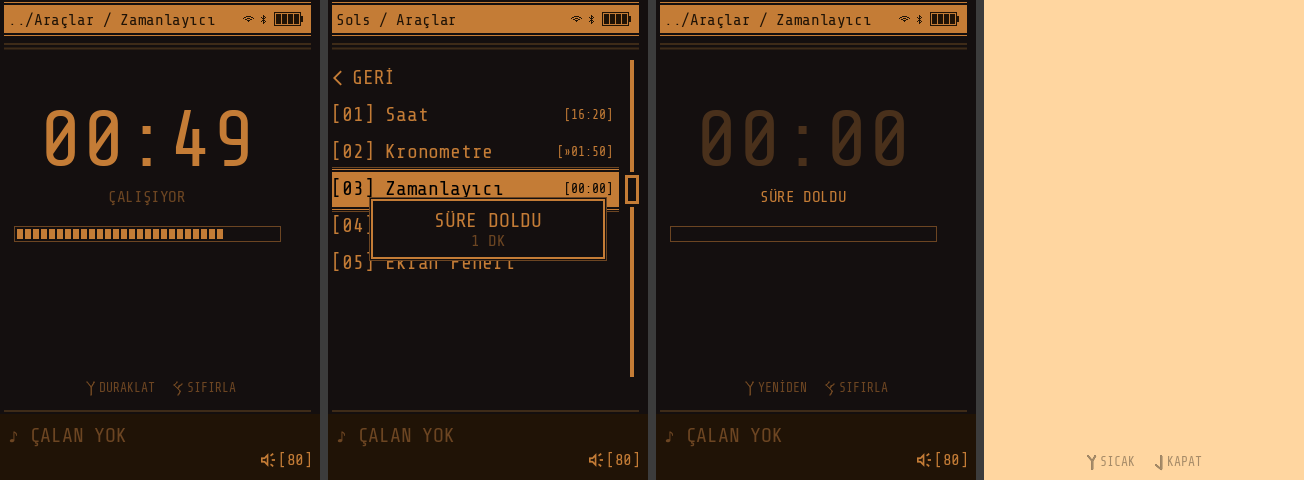 ../Araçlar / Zamanlayıcı
00:49
ÇALIŞIYOR
DURAKLAT SIFIRLA
♪ ÇALAN YOK
[80]
Sols / Araçlar
GERİ
[01] Saat [16:20]
[02] Kronometre [»01:50]
[03] Zamanlayıcı [00:00]
[04]
SÜRE DOLDU
1 DK
[05] Ekran Feneri
♪ ÇALAN YOK
[80]
../Araçlar / Zamanlayıcı
00:00
SÜRE DOLDU
YENİDEN SIFIRLA
♪ ÇALAN YOK
[80]
SICAK KAPAT